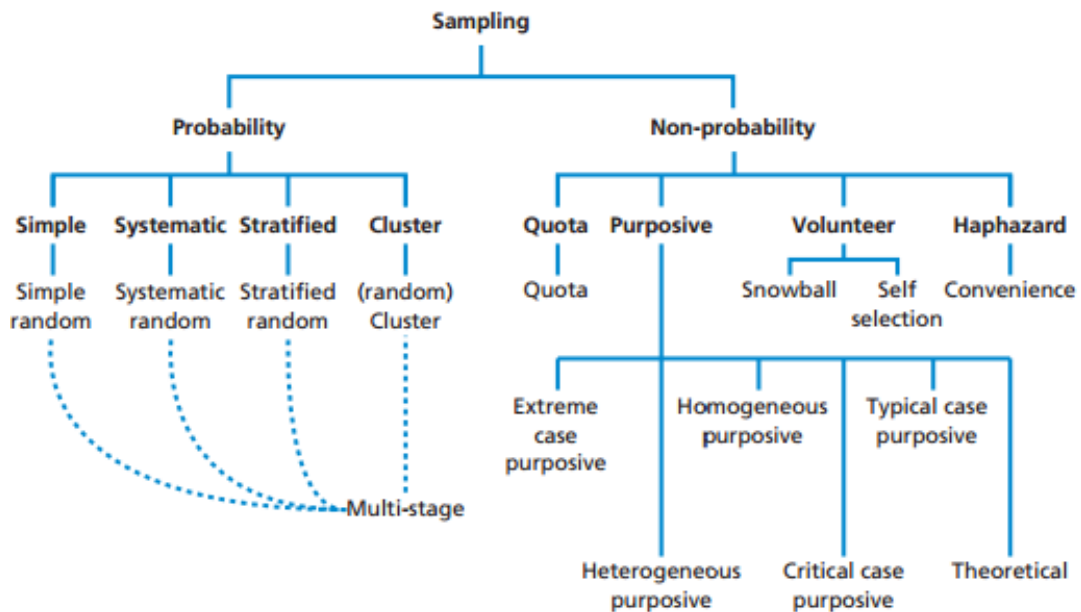 Sampling
Probability
Non-probability
Simple
Systematic
Stratified
Cluster
Quota
Purposive
Volunteer
Haphazard
Simple
random
Systematic
random
Stratified
random
(random)
Cluster
Quota
Snowball
Self
selection
Convenience
Extreme
case
purposive
Homogeneous
purposive
Typical case
purposive
Multi-stage
Heterogeneous
purposive
Critical case
purposive
Theoretical